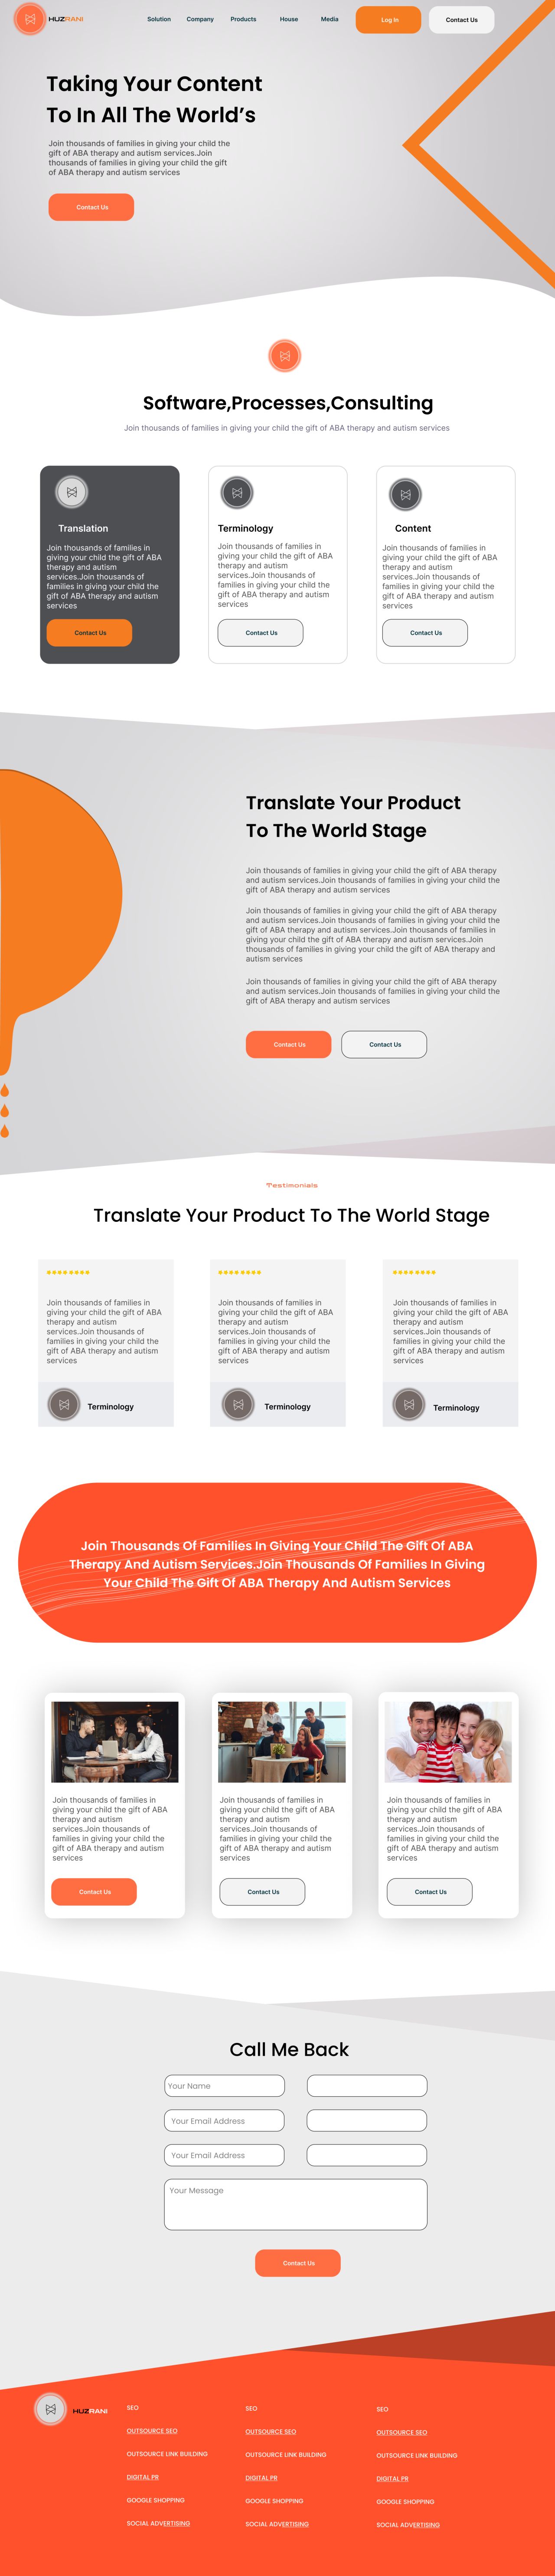 HUZRANI
Solution
Company
Products
House
Media
Log In
Contact Us
Taking Your Content
To In All The World’s
Join thousands of families in giving your child the
gift of ABA therapy and autism services.Join
thousands of families in giving your child the gift
of ABA therapy and autism services
Contact Us
Software,Processes,Consulting
Join thousands of families in giving your child the gift of ABA therapy and autism services
Translation
Join thousands of families in
giving your child the gift of ABA
therapy and autism
services.Join thousands of
families in giving your child the
gift of ABA therapy and autism
services
Contact Us
Terminology
Join thousands of families in
giving your child the gift of ABA
therapy and autism
services.Join thousands of
families in giving your child the
gift of ABA therapy and autism
services
Contact Us
Content
Join thousands of families in
giving your child the gift of ABA
therapy and autism
services.Join thousands of
families in giving your child the
gift of ABA therapy and autism
services
Contact Us
Translate Your Product
To The World Stage
Join thousands of families in giving your child the gift of ABA therapy
and autism services.Join thousands of families in giving your child the
gift of ABA therapy and autism services
Join thousands of families in giving your child the gift of ABA therapy
and autism services.Join thousands of families in giving your child the
gift of ABA therapy and autism services.Join thousands of families in
giving your child the gift of ABA therapy and autism services.Join
thousands of families in giving your child the gift of ABA therapy and
autism services
Join thousands of families in giving your child the gift of ABA therapy
and autism services.Join thousands of families in giving your child the
gift of ABA therapy and autism services
Contact Us
Contact Us
Testimonials
Translate Your Product To The World Stage
Join thousands of families in
giving your child the gift of ABA
therapy and autism
services.Join thousands of
families in giving your child the
gift of ABA therapy and autism
services
Terminology
Join thousands of families in
giving your child the gift of ABA
therapy and autism
services.Join thousands of
families in giving your child the
gift of ABA therapy and autism
services
Terminology
Join thousands of families in
giving your child the gift of ABA
therapy and autism
services.Join thousands of
families in giving your child the
gift of ABA therapy and autism
services
Terminology
Join Thousands Of Families In Giving Your Child The Gift Of ABA
Therapy And Autism Services.Join Thousands Of Families In Giving
Your Child The Gift Of ABA Therapy And Autism Services
Join thousands of families in
giving your child the gift of ABA
therapy and autism
services.Join thousands of
families in giving your child the
gift of ABA therapy and autism
services
Contact Us
Join thousands of families in
giving your child the gift of ABA
therapy and autism
services.Join thousands of
families in giving your child the
gift of ABA therapy and autism
services
Contact Us
Join thousands of families in
giving your child the gift of ABA
therapy and autism
services.Join thousands of
families in giving your child the
gift of ABA therapy and autism
services
Contact Us
Call Me Back
Your Name
Your Email Address
Your Email Address
Your Message
Contact Us
HUZRANI
SEO
OUTSOURCE SEO
OUTSOURCE LINK BUILDING
DIGITAL PR
GOOGLE SHOPPING
SOCIAL ADVERTISING
SEO
OUTSOURCE SEO
OUTSOURCE LINK BUILDING
DIGITAL PR
GOOGLE SHOPPING
SOCIAL ADVERTISING
SEO
OUTSOURCE SEO
OUTSOURCE LINK BUILDING
DIGITAL PR
GOOGLE SHOPPING
SOCIAL ADVERTISING